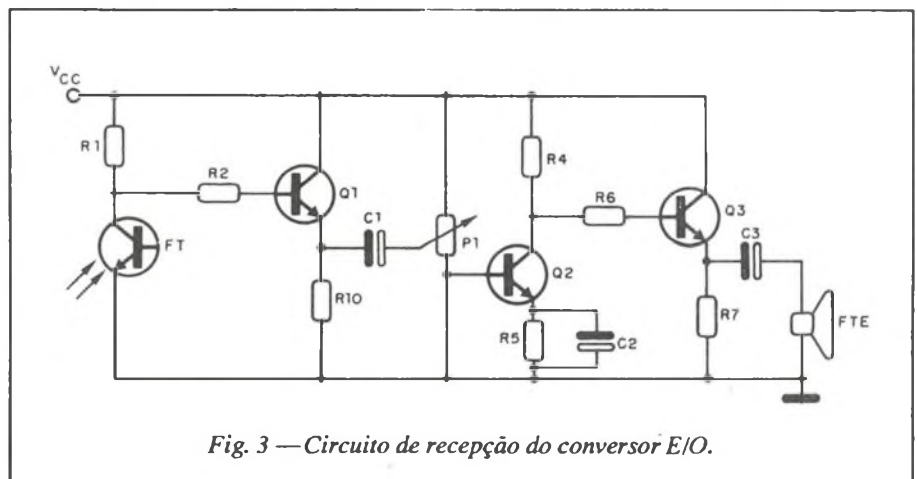 VCC
R1
R2
Q1
FT
C1
P1
R10
R4
R6
Q2
Q3
R5
C2
C3
R7
FTE
Fig. 3 — Circuito de recepção do conversor E/O.